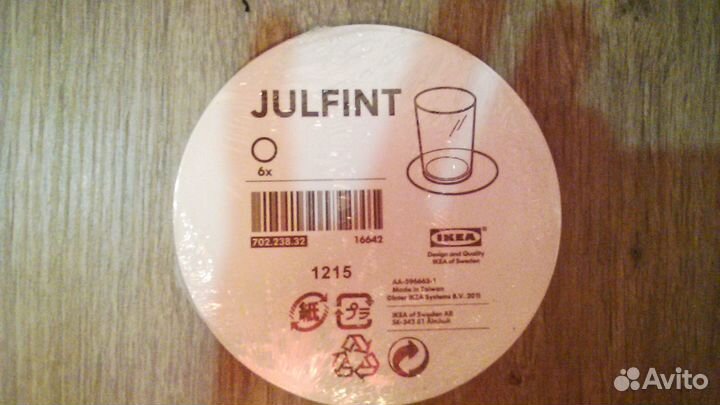 JULFINT
6x
702.238.32 16642
IKEA®
Design and Quality
IKEA of Sweden
1215
AA-596663-1
Made in Taiwan
©Inter IKEA Systems B.V. 2011
紙 プラ
IKEA of Sweden AB
SE-343 81 Älmhult
Avito